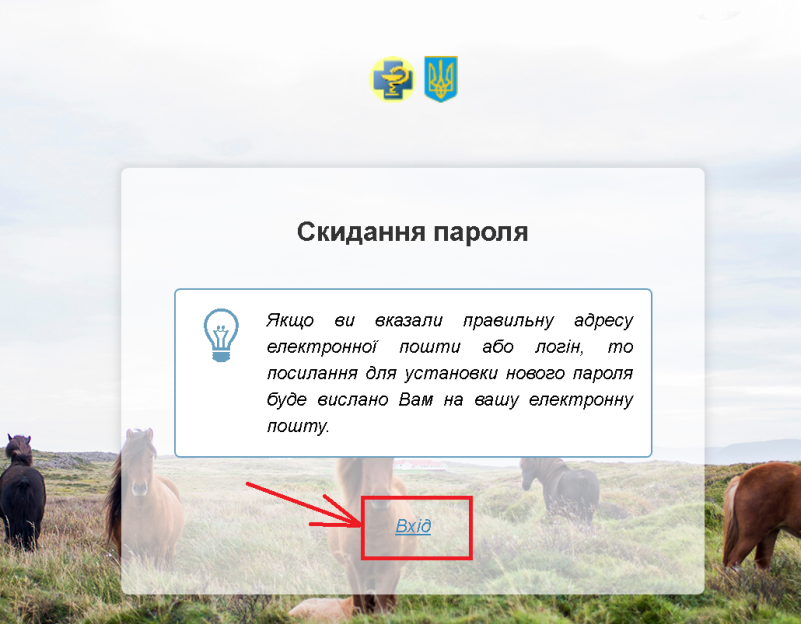 Скидання пароля
Якщо ви вказали правильну адресу
електронної пошти або логін, то
посилання для установки нового пароля
буде вислано Вам на вашу електронну
пошту.
Вхід